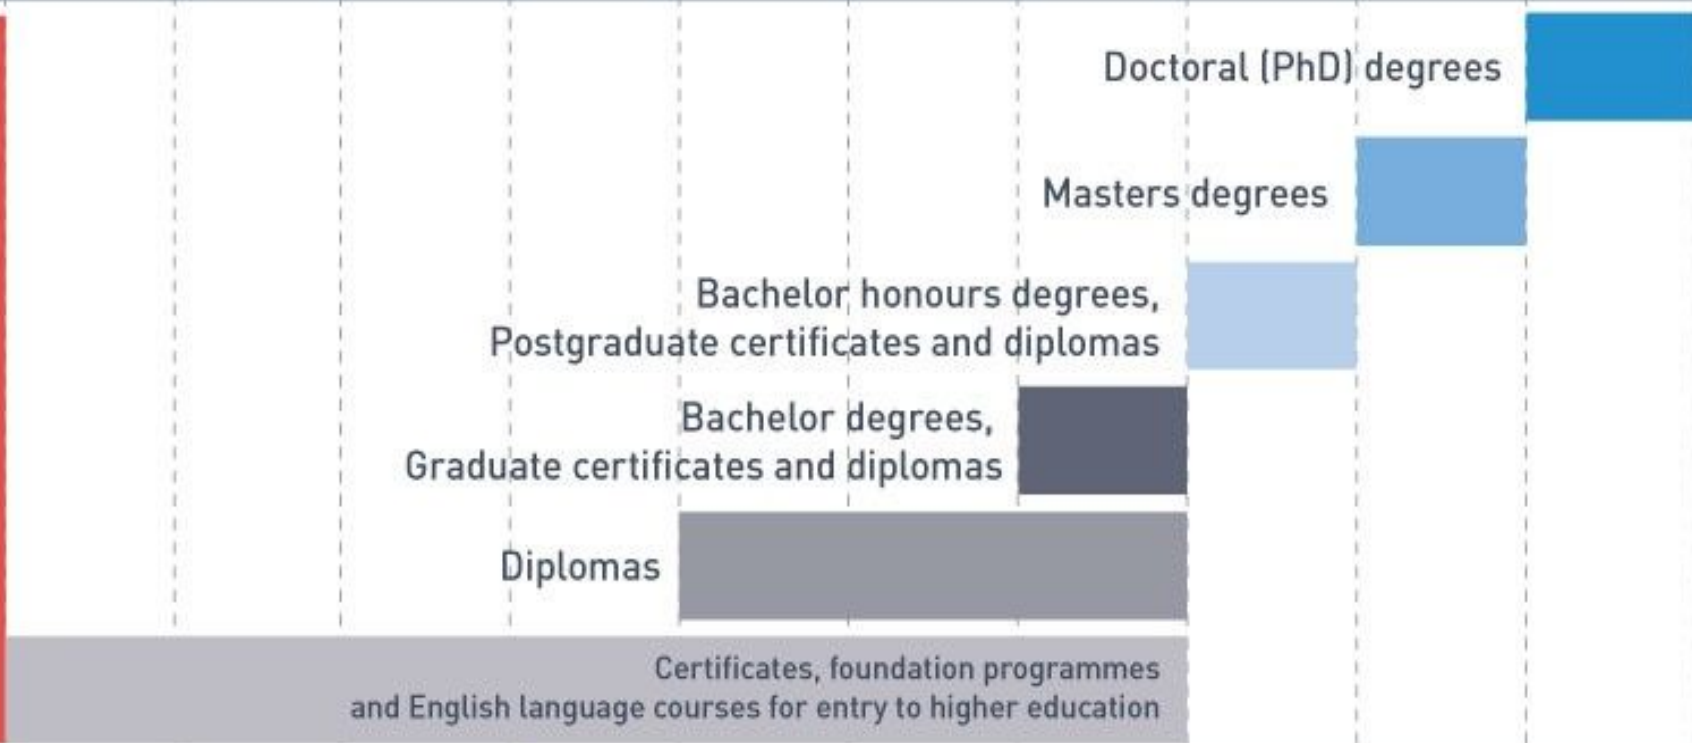 Doctoral (PhD) degrees
Masters degrees
Bachelor honours degrees,
Postgraduate certificates and diplomas
Bachelor degrees,
Graduate certificates and diplomas
Diplomas
Certificates, foundation programmes
and English language courses for entry to higher education